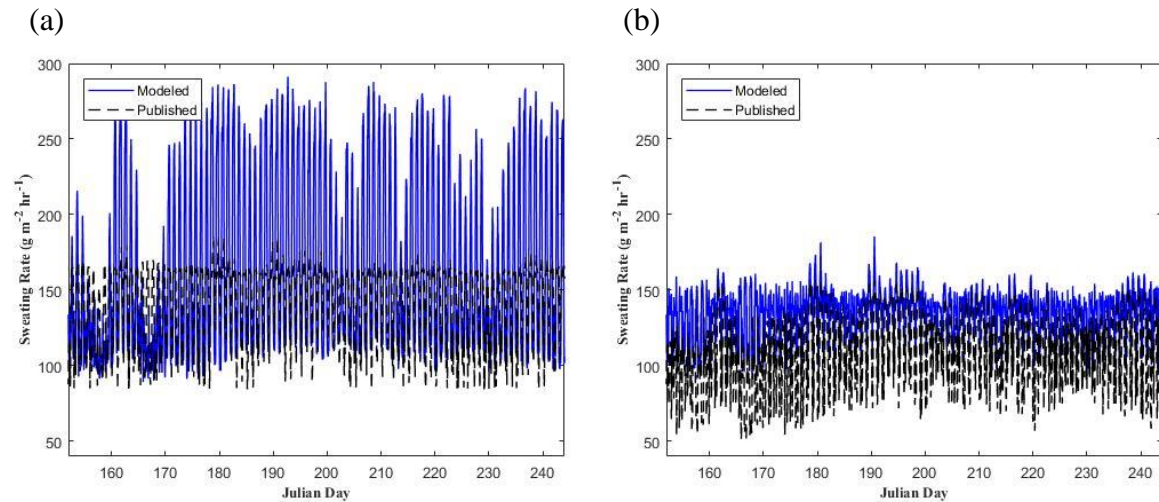 (a)
300
250
200
150
100
50
Sweating Rate (g m⁻² hr⁻¹)
Modeled
Published
160 170 180 190 200 210 220 230 240
Julian Day
(b)
300
250
200
150
100
50
Sweating Rate (g m⁻² hr⁻¹)
Modeled
Published
160 170 180 190 200 210 220 230 240
Julian Day